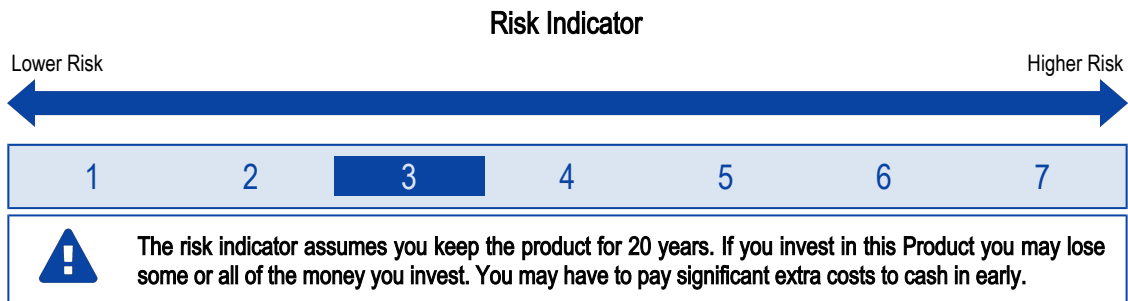 Risk Indicator
Lower Risk Higher Risk
1 2 3 4 5 6 7
The risk indicator assumes you keep the product for 20 years. If you invest in this Product you may lose
some or all of the money you invest. You may have to pay significant extra costs to cash in early.